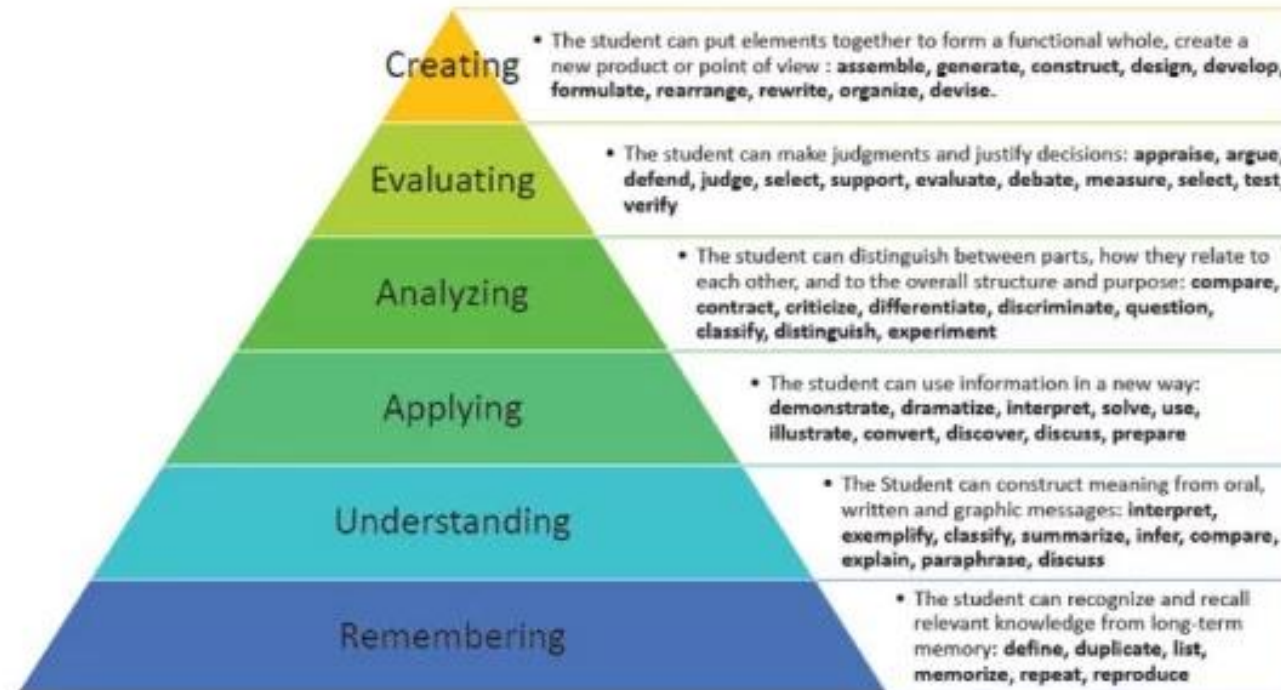 Creating
• The student can put elements together to form a functional whole, create a
new product or point of view : assemble, generate, construct, design, develop,
formulate, rearrange, rewrite, organize, devise.
Evaluating
• The student can make judgments and justify decisions: appraise, argue,
defend, judge, select, support, evaluate, debate, measure, select, test,
verify
Analyzing
• The student can distinguish between parts, how they relate to
each other, and to the overall structure and purpose: compare,
contract, criticize, differentiate, discriminate, question,
classify, distinguish, experiment
Applying
• The student can use information in a new way:
demonstrate, dramatize, interpret, solve, use,
illustrate, convert, discover, discuss, prepare
Understanding
• The Student can construct meaning from oral,
written and graphic messages: interpret,
exemplify, classify, summarize, infer, compare,
explain, paraphrase, discuss
Remembering
• The student can recognize and recall
relevant knowledge from long-term
memory: define, duplicate, list,
memorize, repeat, reproduce